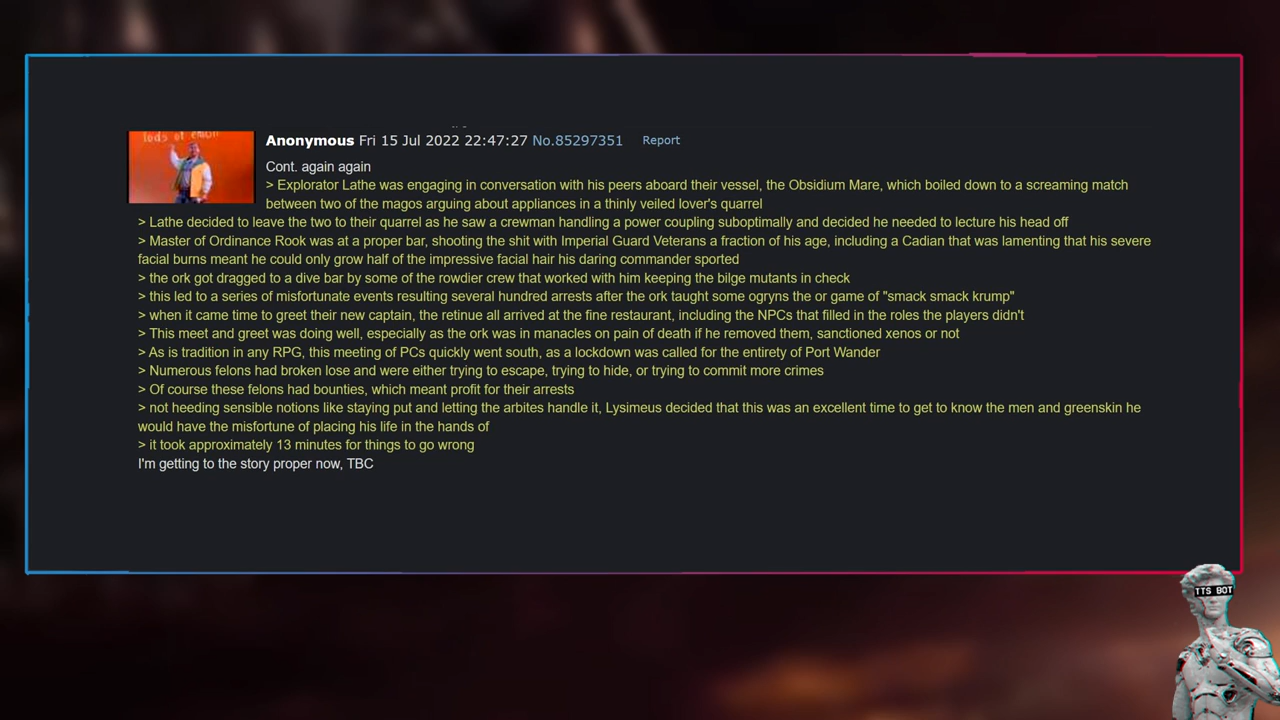 Tods of emon
Anonymous Fri 15 Jul 2022 22:47:27 No.85297351 Report
Cont. again again
> Explorator Lathe was engaging in conversation with his peers aboard their vessel, the Obsidium Mare, which boiled down to a screaming match
between two of the magos arguing about appliances in a thinly veiled lover's quarrel
> Lathe decided to leave the two to their quarrel as he saw a crewman handling a power coupling suboptimally and decided he needed to lecture his head off
> Master of Ordinance Rook was at a proper bar, shooting the shit with Imperial Guard Veterans a fraction of his age, including a Cadian that was lamenting that his severe
facial burns meant he could only grow half of the impressive facial hair his daring commander sported
> the ork got dragged to a dive bar by some of the rowdier crew that worked with him keeping the bilge mutants in check
> this led to a series of misfortunate events resulting several hundred arrests after the ork taught some ogryns the or game of "smack smack krump"
> when it came time to greet their new captain, the retinue all arrived at the fine restaurant, including the NPCs that filled in the roles the players didn't
> This meet and greet was doing well, especially as the ork was in manacles on pain of death if he removed them, sanctioned xenos or not
> As is tradition in any RPG, this meeting of PCs quickly went south, as a lockdown was called for the entirety of Port Wander
> Numerous felons had broken lose and were either trying to escape, trying to hide, or trying to commit more crimes
> Of course these felons had bounties, which meant profit for their arrests
> not heeding sensible notions like staying put and letting the arbites handle it, Lysimeus decided that this was an excellent time to get to know the men and greenskin he
would have the misfortune of placing his life in the hands of
> it took approximately 13 minutes for things to go wrong
I'm getting to the story proper now, TBC
TTS BOT